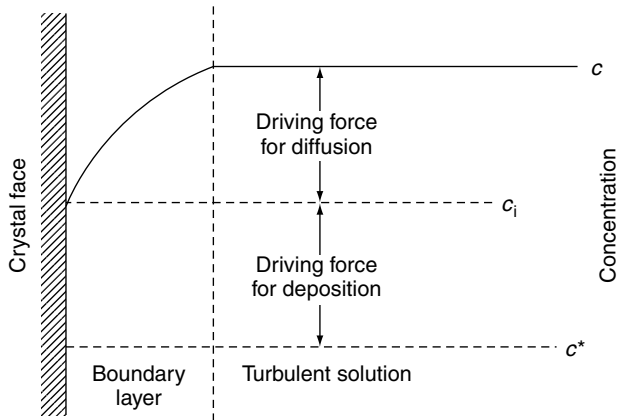 c
Driving force
for diffusion
Crystal face
c_i
Concentration
Driving force
for deposition
c*
Boundary
layer
Turbulent solution